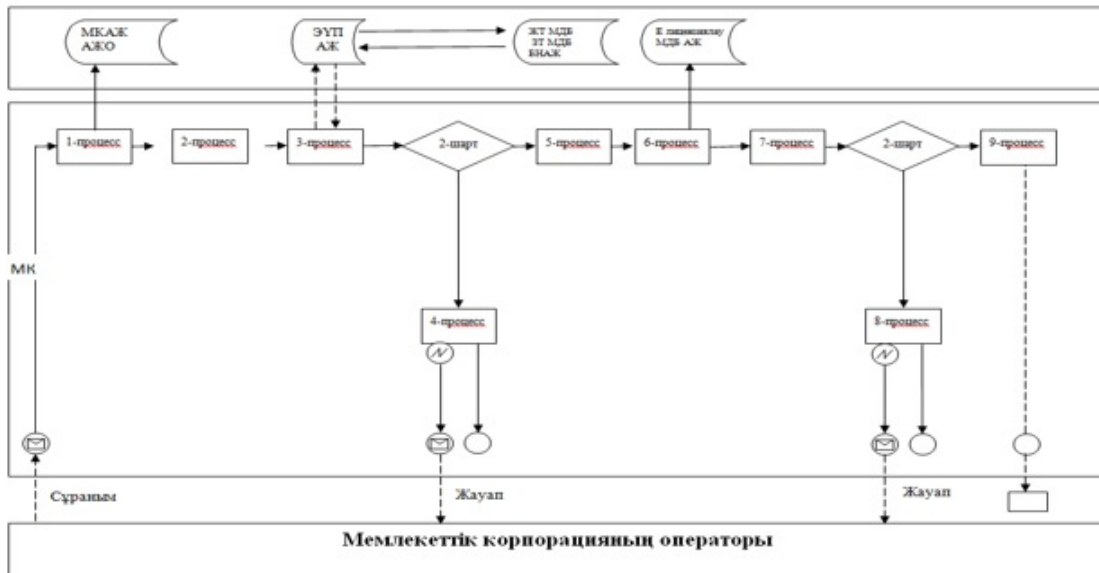 МКАЖ
АЖО
ЭҮП
АЖ
ЖТ МДБ
ЗТ МДБ
БНАЖ
Е лицензиялау
МДБ АЖ
1-процесс
2-процесс
3-процесс
2-шарт
5-процесс
6-процесс
7-процесс
2-шарт
9-процесс
МК
4-процесс
8-процесс
Сұраным
Жауап
Жауап
Мемлекеттік корпорацияның операторы